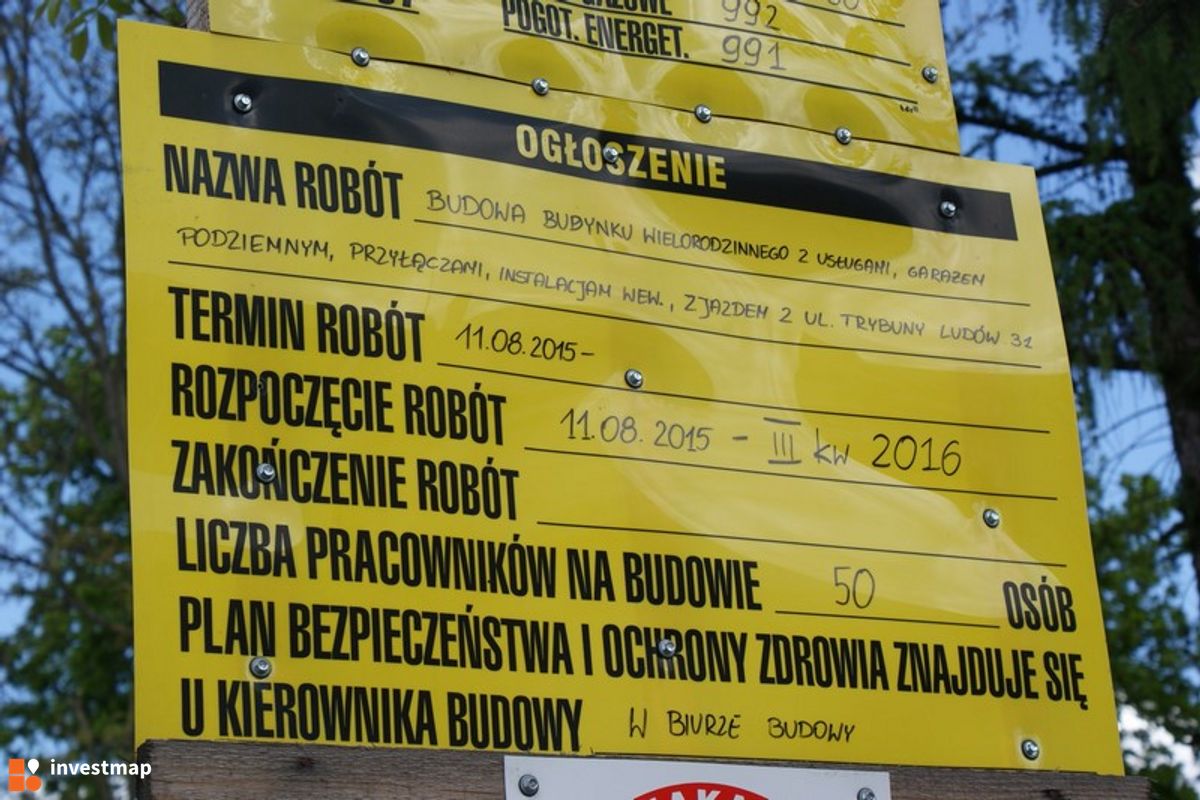 GAZOWE 992
POGOT. ENERGET. 991
OGŁOSZENIE
NAZWA ROBÓT BUDOWA BUDYNKU WIELORODZINNEGO Z USŁUGAMI, GARAŻEM
PODZIEMNYM, PRZYŁĄCZAMI, INSTALACJAM WEW., ZJAZDEM Z UL. TRYBUNY LUDÓW 31
TERMIN ROBÓT 11.08.2015-
ROZPOCZĘCIE ROBÓT 11.08.2015 - III kw 2016
ZAKOŃCZENIE ROBÓT
LICZBA PRACOWNIKÓW NA BUDOWIE 50 OSÓB
PLAN BEZPIECZEŃSTWA I OCHRONY ZDROWIA ZNAJDUJE SIĘ
U KIEROWNIKA BUDOWY W BIURZE BUDOWY
investmap